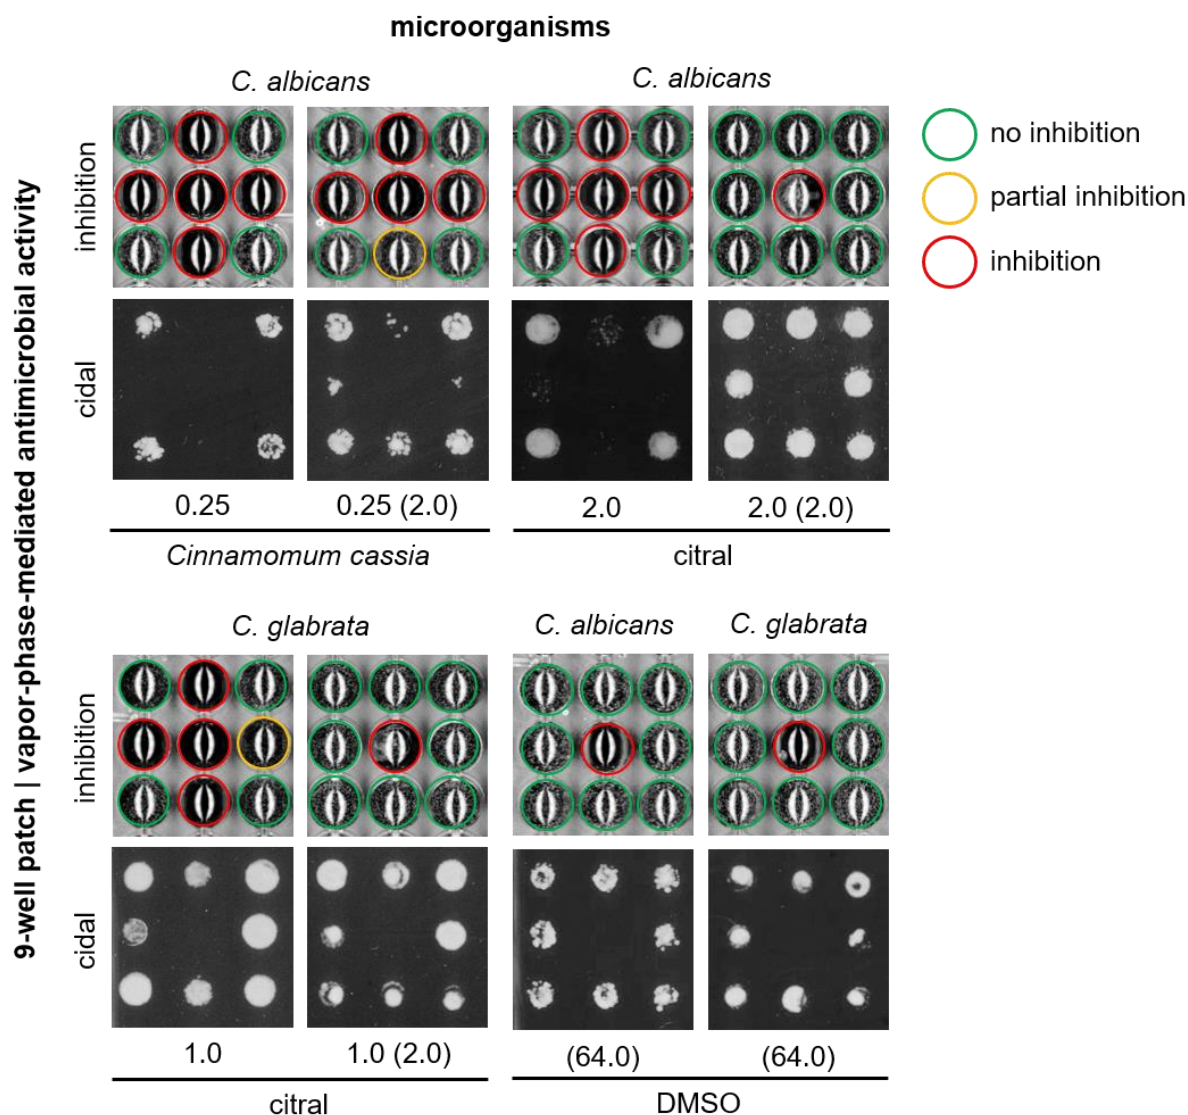 microorganisms
9-well patch | vapor-phase-mediated antimicrobial activity
C. albicans
C. albicans
inhibition
no inhibition
partial inhibition
inhibition
cidal
0.25
0.25 (2.0)
2.0
2.0 (2.0)
Cinnamomum cassia
citral
C. glabrata
C. albicans
C. glabrata
inhibition
cidal
1.0
1.0 (2.0)
(64.0)
(64.0)
citral
DMSO